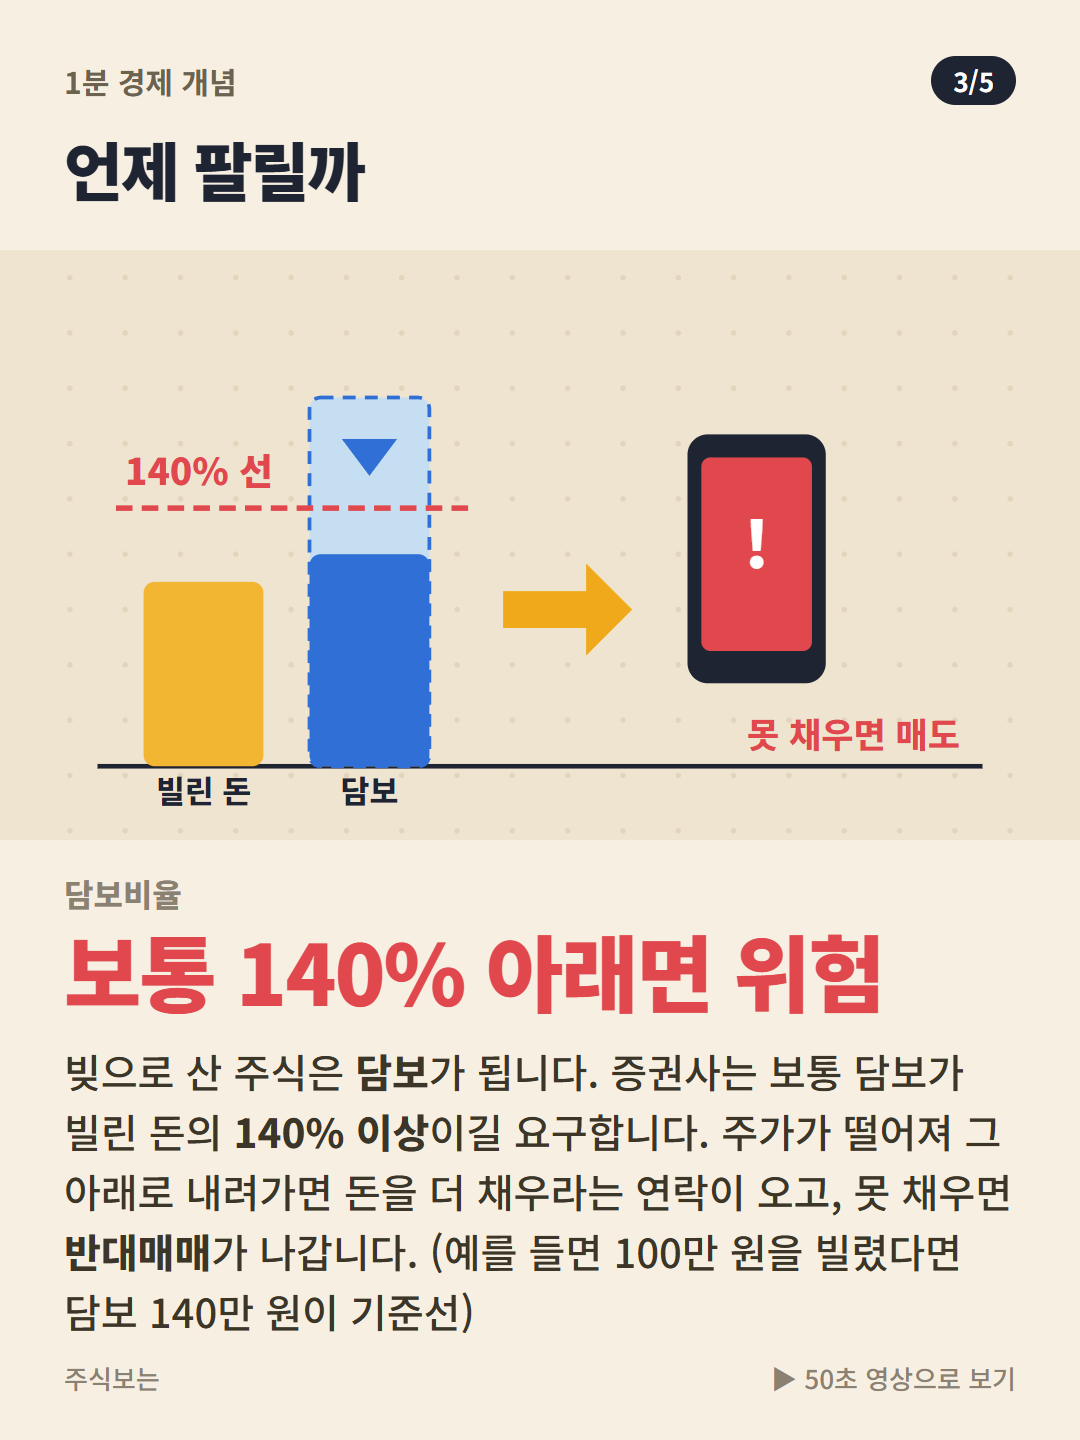 1분 경제 개념
3/5
언제 팔릴까
140% 선
!
못 채우면 매도
빌린 돈
담보
담보비율
보통 140% 아래면 위험
빚으로 산 주식은 담보가 됩니다. 증권사는 보통 담보가
빌린 돈의 140% 이상이길 요구합니다. 주가가 떨어져 그
아래로 내려가면 돈을 더 채우라는 연락이 오고, 못 채우면
반대매매가 나갑니다. (예를 들면 100만 원을 빌렸다면
담보 140만 원이 기준선)
주식보는
▶ 50초 영상으로 보기